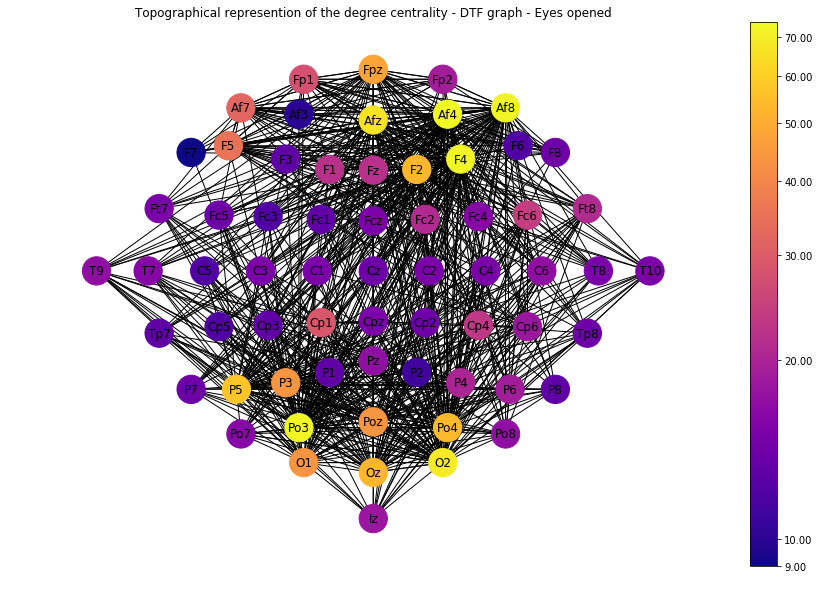 Topographical represention of the degree centrality - DTF graph - Eyes opened
Fp1 Fpz Fp2
Af7 Af3 Afz Af4 Af8
F7 F5 F3 F1 Fz F2 F4 F6 F8
Ft7 Fc5 Fc3 Fc1 Fcz Fc2 Fc4 Fc6 Ft8
T9 T7 C5 C3 C1 Cz C2 C4 C6 T8 T10
Tp7 Cp5 Cp3 Cp1 Cpz Cp2 Cp4 Cp6 Tp8
P7 P5 P3 P1 Pz P2 P4 P6 P8
Po7 Po3 Poz Po4 Po8
O1 Oz O2
Iz
70.00
60.00
50.00
40.00
30.00
20.00
10.00
9.00